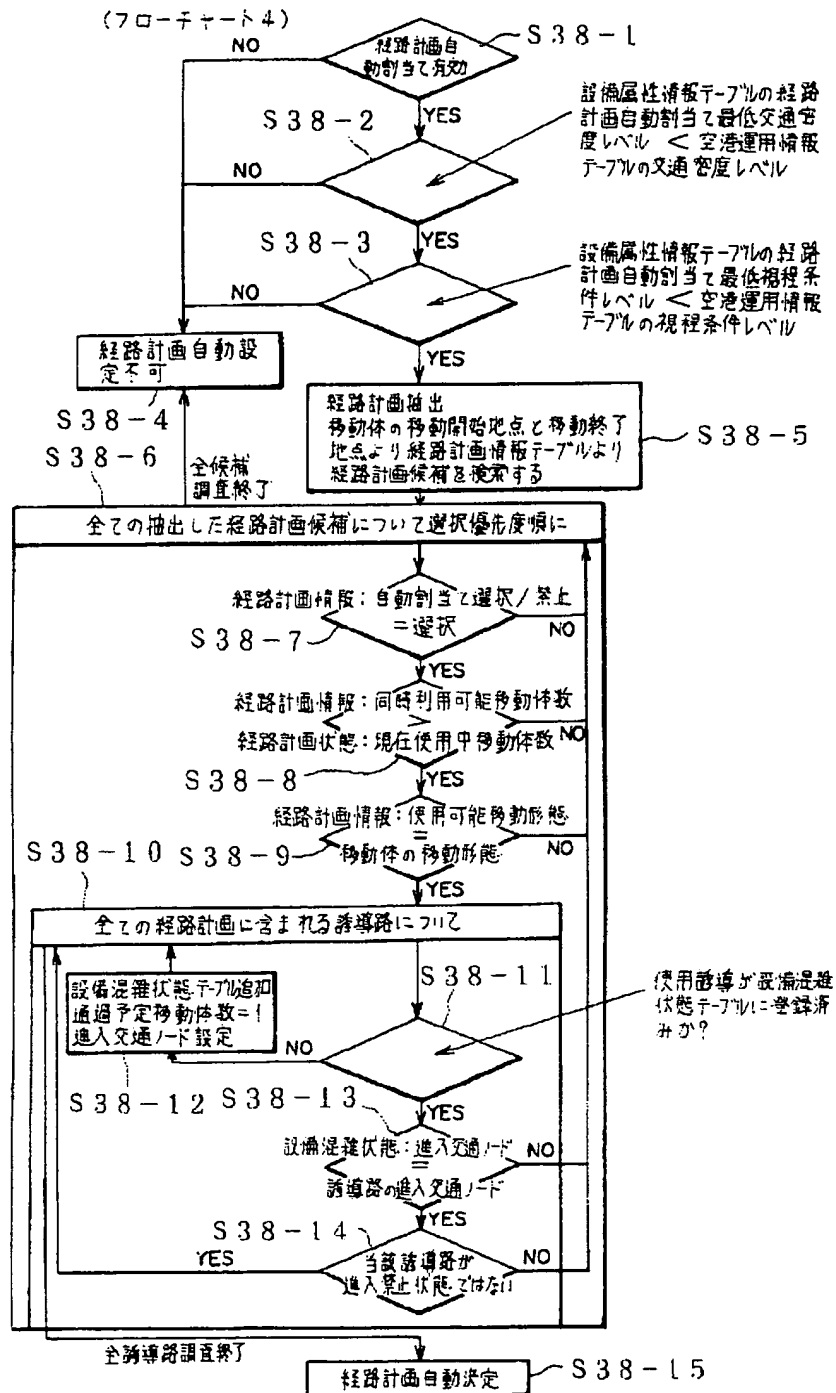 (フローチャート4)
NO
経路計画自
動割当て有効
S38-1
YES
設備属性情報テーブルの経路
計画自動割当て最低交通密
度レベル < 空港運用情報
テーブルの交通密度レベル
S38-2
NO
YES
S38-3
設備属性情報テーブルの経路
計画自動割当て最低視程条
件レベル < 空港運用情報
テーブルの視程条件レベル
NO
YES
経路計画自動設
定不可
S38-4
経路計画抽出
移動体の移動開始地点と移動終了
地点より経路計画情報テーブルより
経路計画候補を検索する
S38-5
S38-6
全候補
調査終了
全ての抽出した経路計画候補について選択優先度順に
経路計画情報:自動割当て選択/禁止
=選択
NO
S38-7
YES
経路計画情報:同時利用可能移動体数
>
NO
経路計画状態:現在使用中移動体数
S38-8
YES
経路計画情報:使用可能移動形態
=
NO
S38-10
S38-9
移動体の移動形態
YES
全ての経路計画に含まれる誘導路について
設備混雑状態テーブル追加
通過予定移動体数=1
進入交通ノード設定
S38-11
使用誘導が設備混雑
状態テーブルに登録済
みか?
NO
S38-12
S38-13
YES
設備混雑状態:進入交通ノード
NO
=
誘導路の進入交通ノード
YES
S38-14
YES
当該誘導路が
進入禁止状態ではない
NO
全誘導路調査終了
経路計画自動決定
S38-15